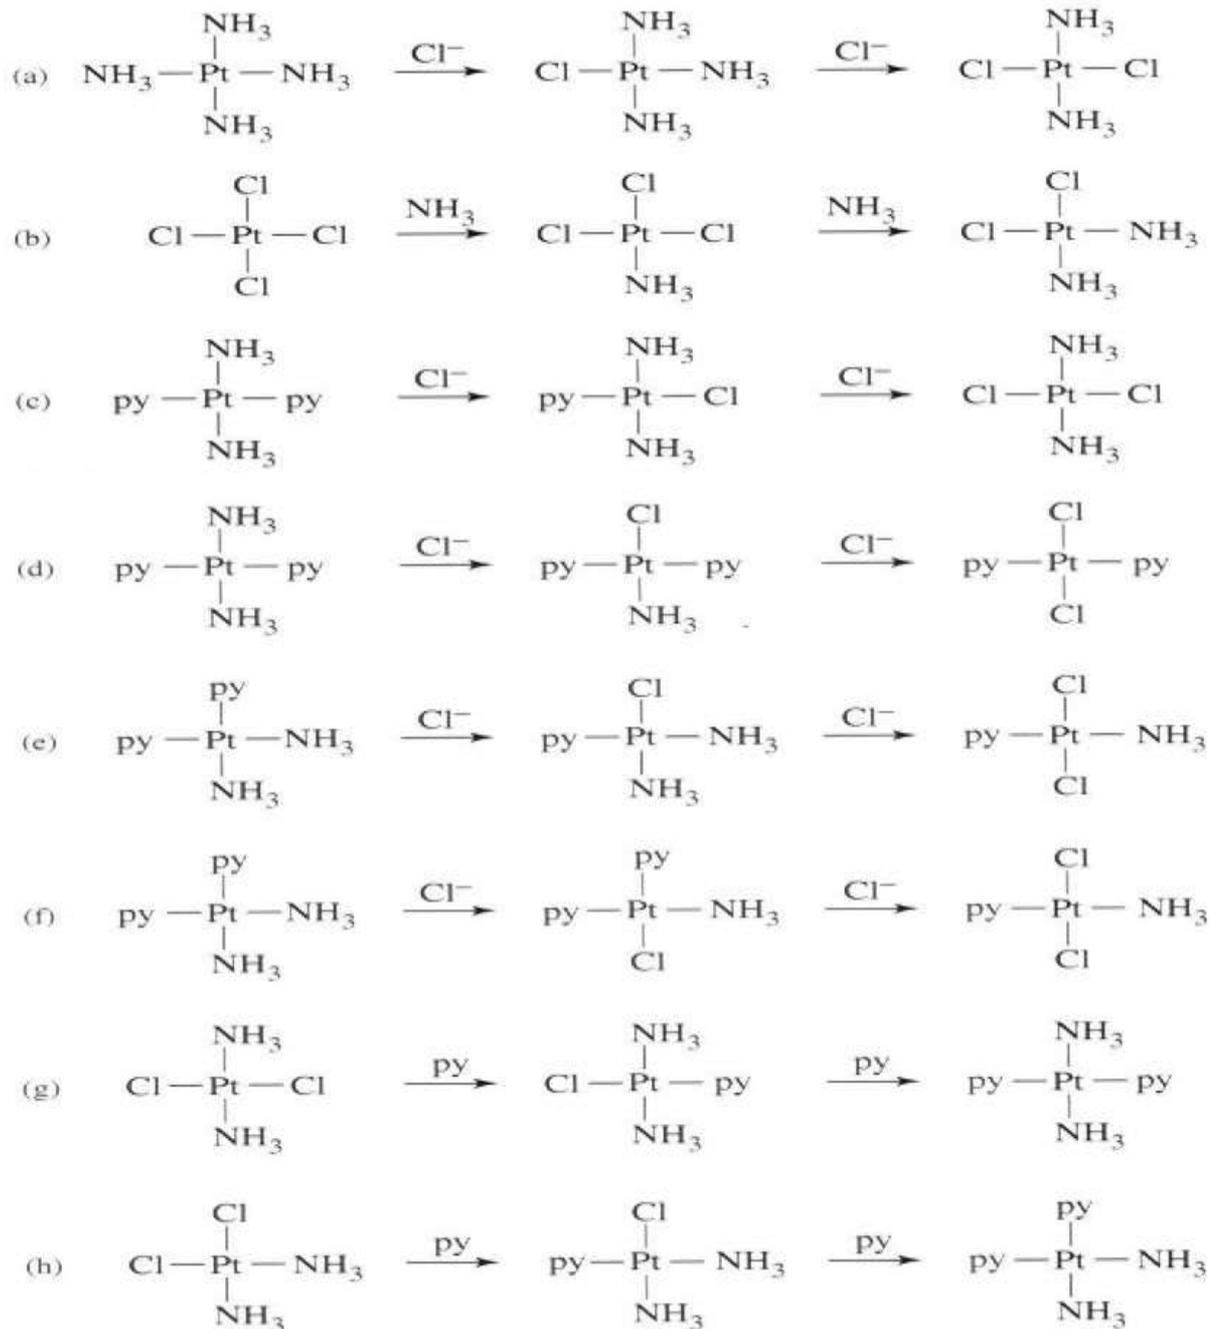 NH3 NH3 NH3
(a) NH3—Pt—NH3 Cl− Cl—Pt—NH3 Cl− Cl—Pt—Cl
NH3 NH3 NH3
Cl Cl Cl
(b) Cl—Pt—Cl NH3 Cl—Pt—Cl NH3 Cl—Pt—NH3
Cl NH3 NH3
NH3 NH3 NH3
(c) py—Pt—py Cl− py—Pt—Cl Cl− Cl—Pt—Cl
NH3 NH3 NH3
NH3 Cl Cl
(d) py—Pt—py Cl− py—Pt—py Cl− py—Pt—py
NH3 NH3 Cl
py Cl Cl
(e) py—Pt—NH3 Cl− py—Pt—NH3 Cl− py—Pt—NH3
NH3 NH3 Cl
py py Cl
(f) py—Pt—NH3 Cl− py—Pt—NH3 Cl− py—Pt—NH3
NH3 Cl Cl
NH3 NH3 NH3
(g) Cl—Pt—Cl py Cl—Pt—py py py—Pt—py
NH3 NH3 NH3
Cl Cl py
(h) Cl—Pt—NH3 py py—Pt—NH3 py py—Pt—NH3
NH3 NH3 NH3